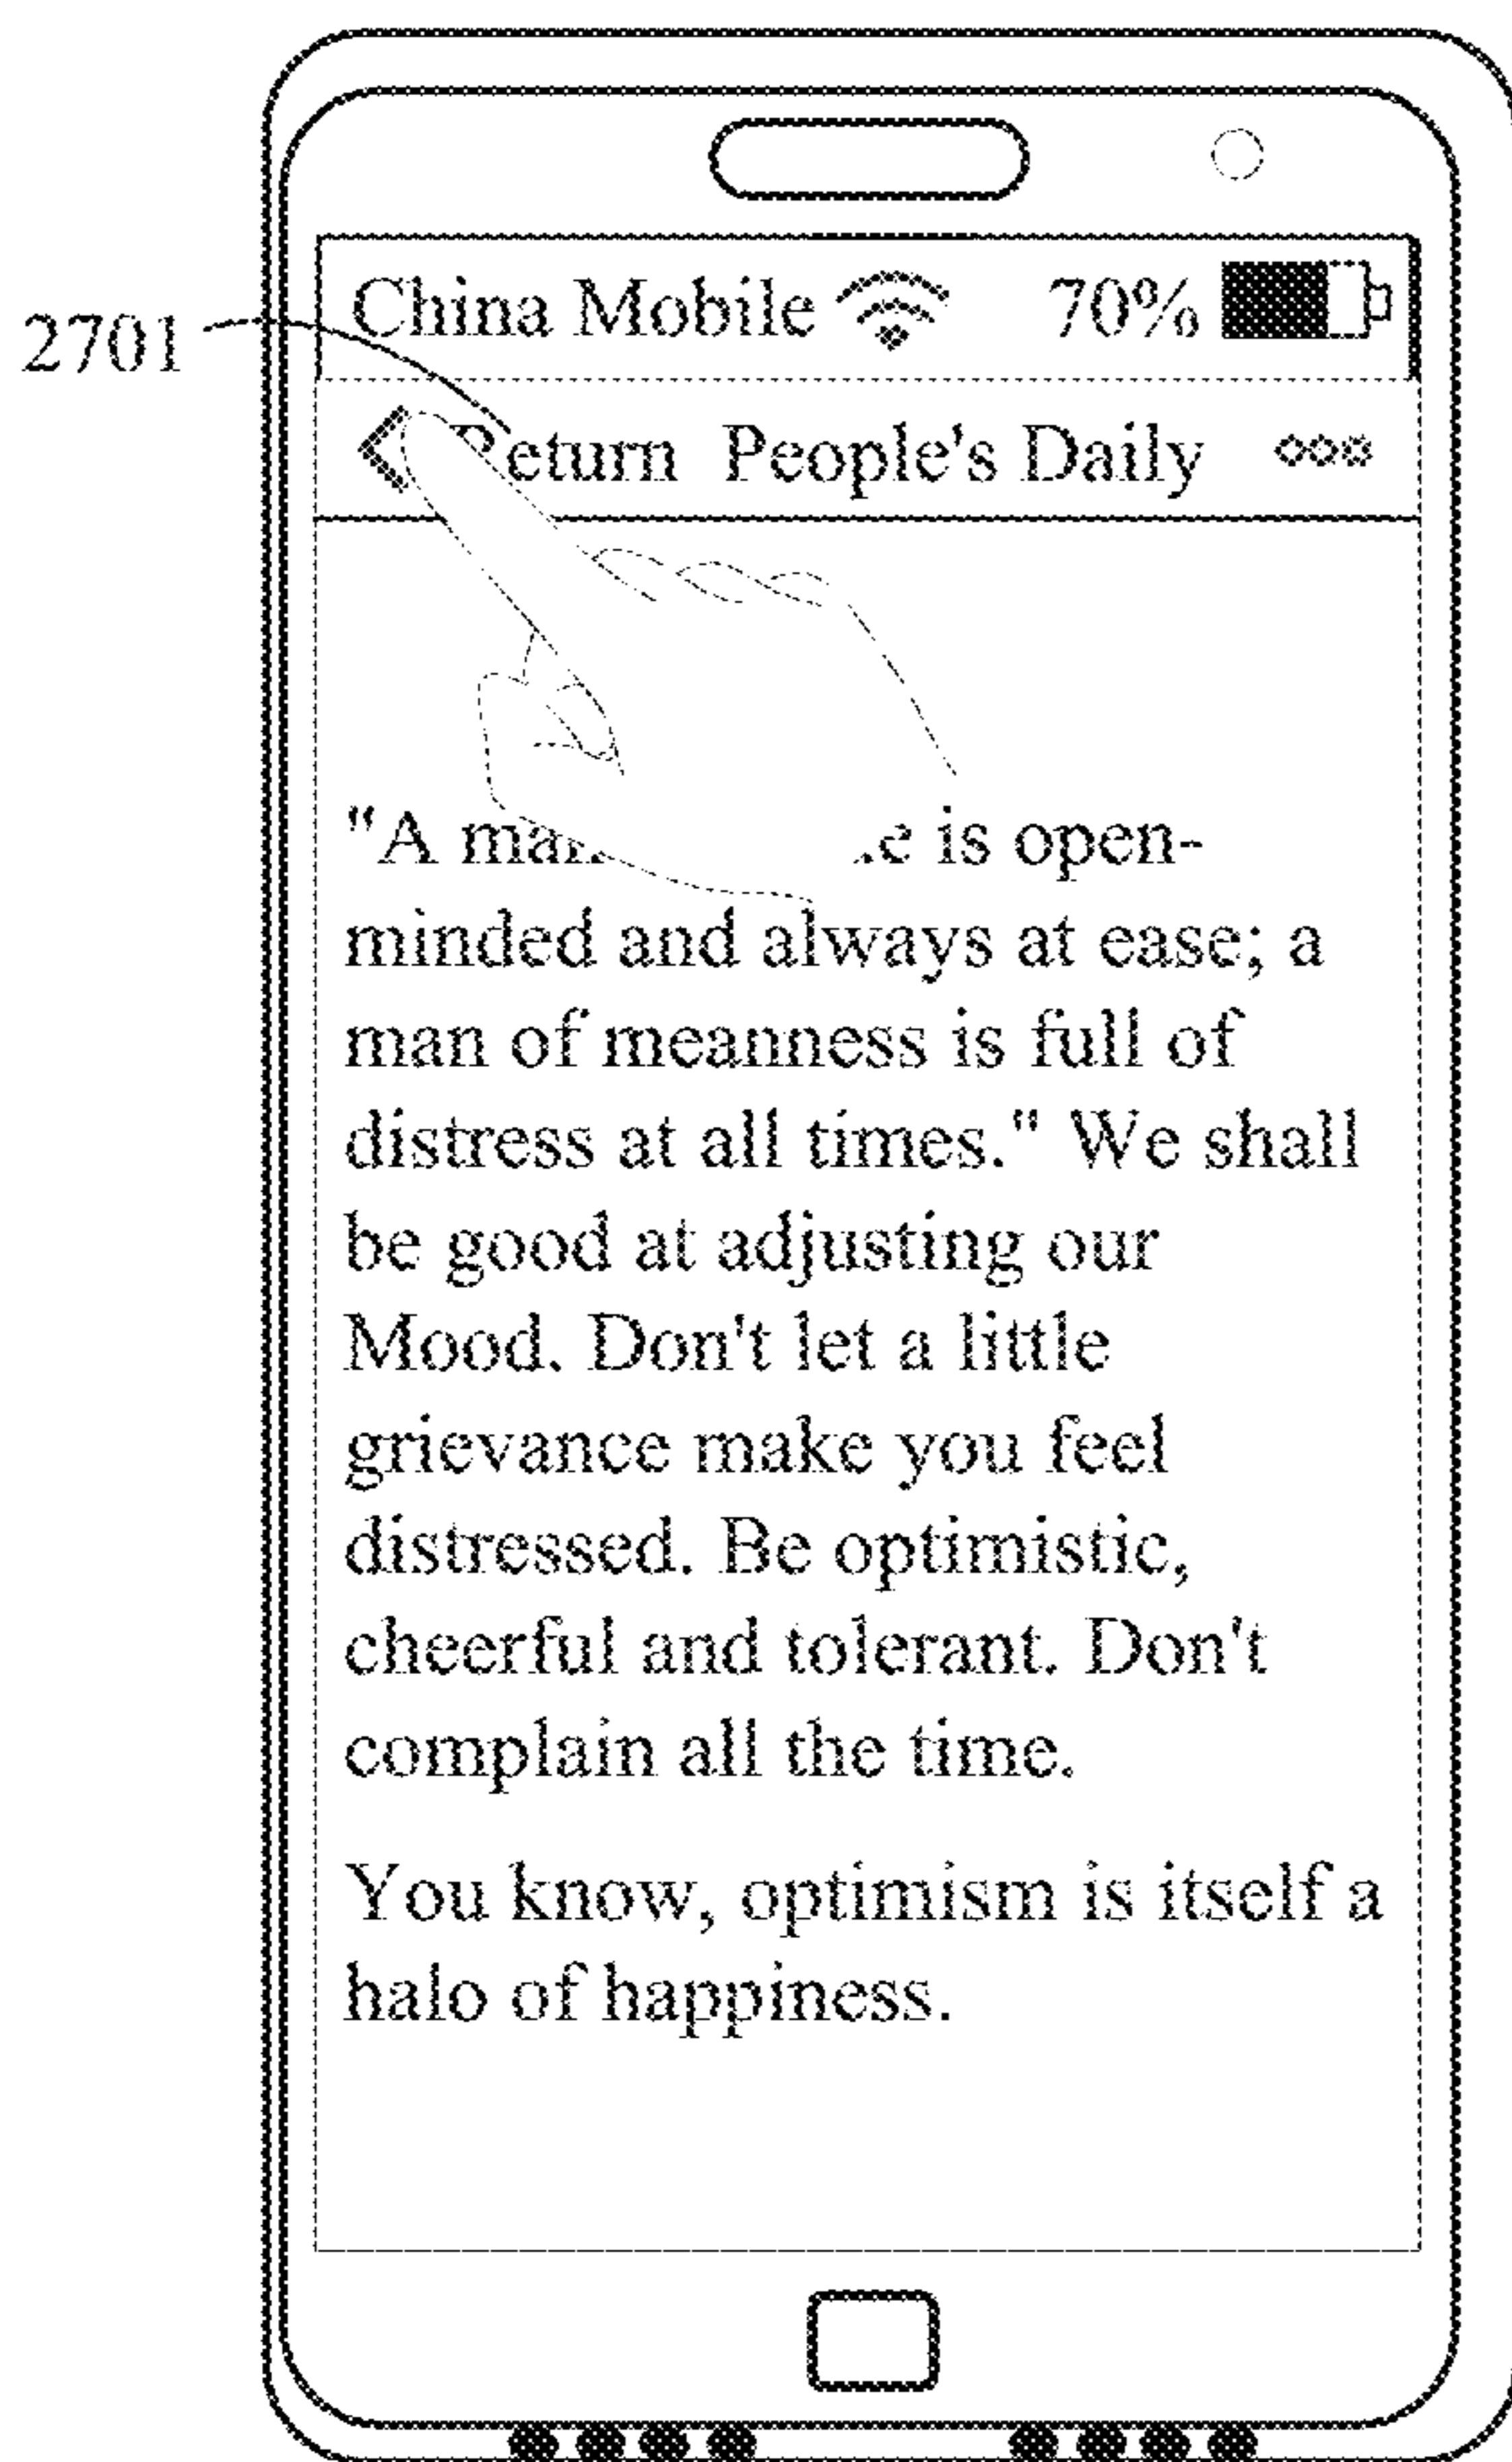 China Mobile 70%
2701
Return People's Daily
"A is open-
minded and always at ease; a
man of meanness is full of
distress at all times." We shall
be good at adjusting our
Mood. Don't let a little
grievance make you feel
distressed. Be optimistic,
cheerful and tolerant. Don't
complain all the time.
You know, optimism is itself a
halo of happiness.